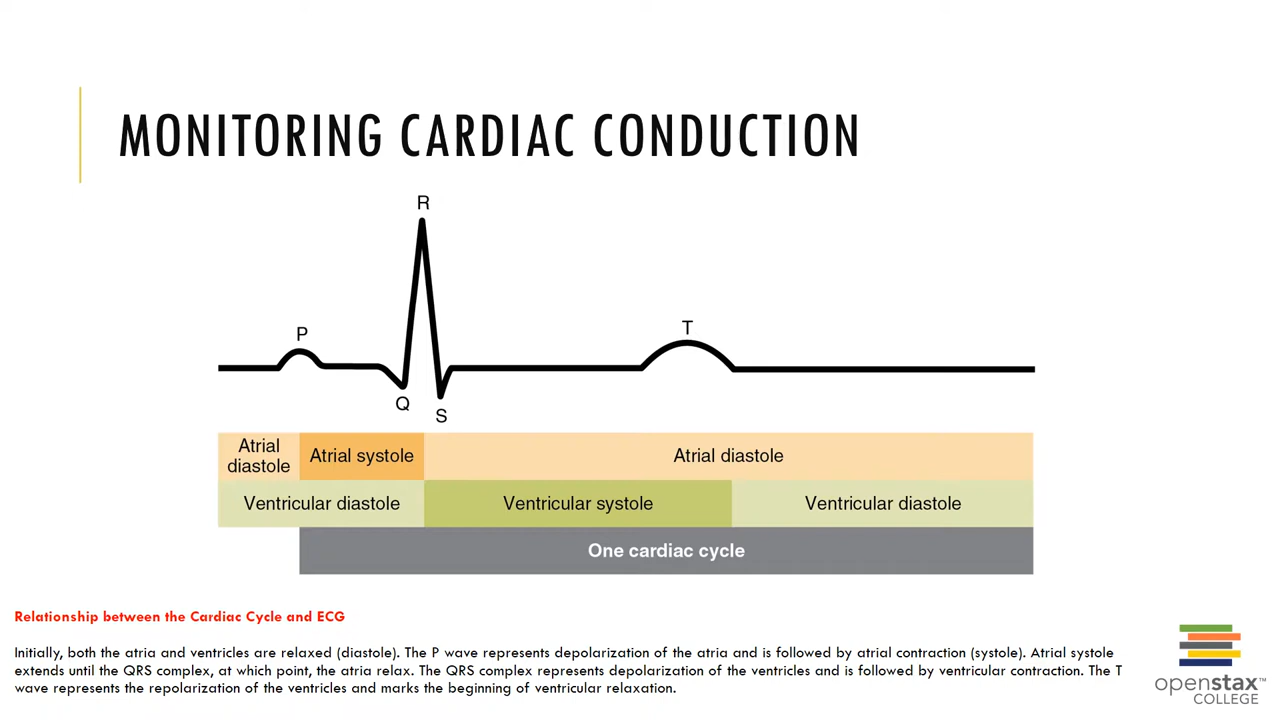 MONITORING CARDIAC CONDUCTION
R
P
T
Q
S
Atrial
diastole
Atrial systole
Atrial diastole
Ventricular diastole
Ventricular systole
Ventricular diastole
One cardiac cycle
Relationship between the Cardiac Cycle and ECG
Initially, both the atria and ventricles are relaxed (diastole). The P wave represents depolarization of the atria and is followed by atrial contraction (systole). Atrial systole
extends until the QRS complex, at which point, the atria relax. The QRS complex represents depolarization of the ventricles and is followed by ventricular contraction. The T
wave represents the repolarization of the ventricles and marks the beginning of ventricular relaxation.
openstax™
COLLEGE